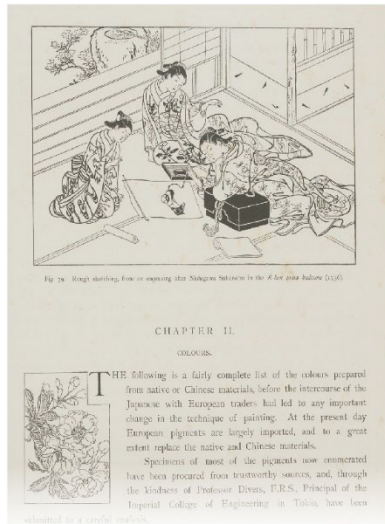 Fig. 79. Rough sketching, from an engraving after Nishigawa Sukenobu in the E hon (1736).
CHAPTER II.
COLOURS.
THE following is a fairly complete list of the colours prepared
from native or Chinese materials, before the intercourse of the
Japanese with European traders had led to any important
change in the technique of painting. At the present day
European pigments are largely imported, and to a great
extent replace the native and Chinese materials.
Specimens of most of the pigments now enumerated
have been procured from trustworthy sources, and, through
the kindness of Professor Divers, F.R.S., Principal of the
Imperial College of Engineering in Tokio, have been
submitted to a careful analysis.